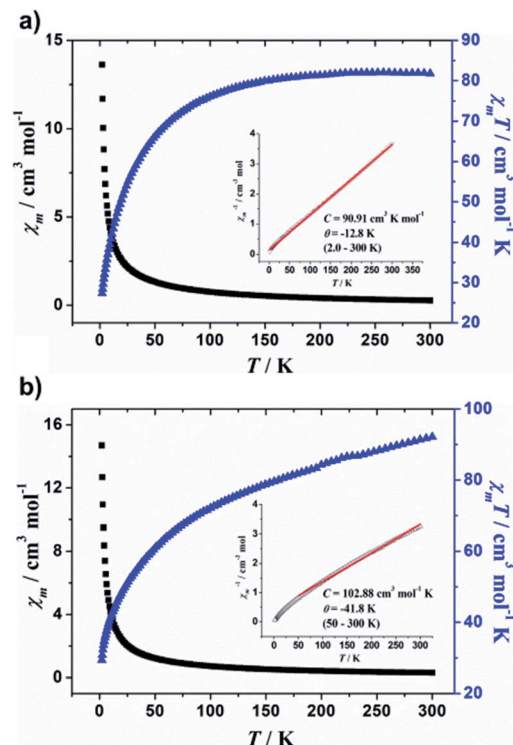 a)
15
10
5
0
χm / cm³ mol⁻¹
90
80
70
60
50
40
30
20
χmT / cm³ mol⁻¹ K
0 50 100 150 200 250 300
T / K
4
3
2
1
0
χm⁻¹ / cm⁻³ mol
C = 90.91 cm³ K mol⁻¹
θ = -12.8 K
(2.0 - 300 K)
0 50 100 150 200 250 300 350
T / K
b)
16
12
8
4
0
χm / cm³ mol⁻¹
100
80
60
40
20
χmT / cm³ mol⁻¹ K
0 50 100 150 200 250 300
T / K
4
3
2
1
0
χm⁻¹ / cm⁻³ mol
C = 102.88 cm³ mol⁻¹ K
θ = -41.8 K
(50 - 300 K)
0 50 100 150 200 250 300
T / K